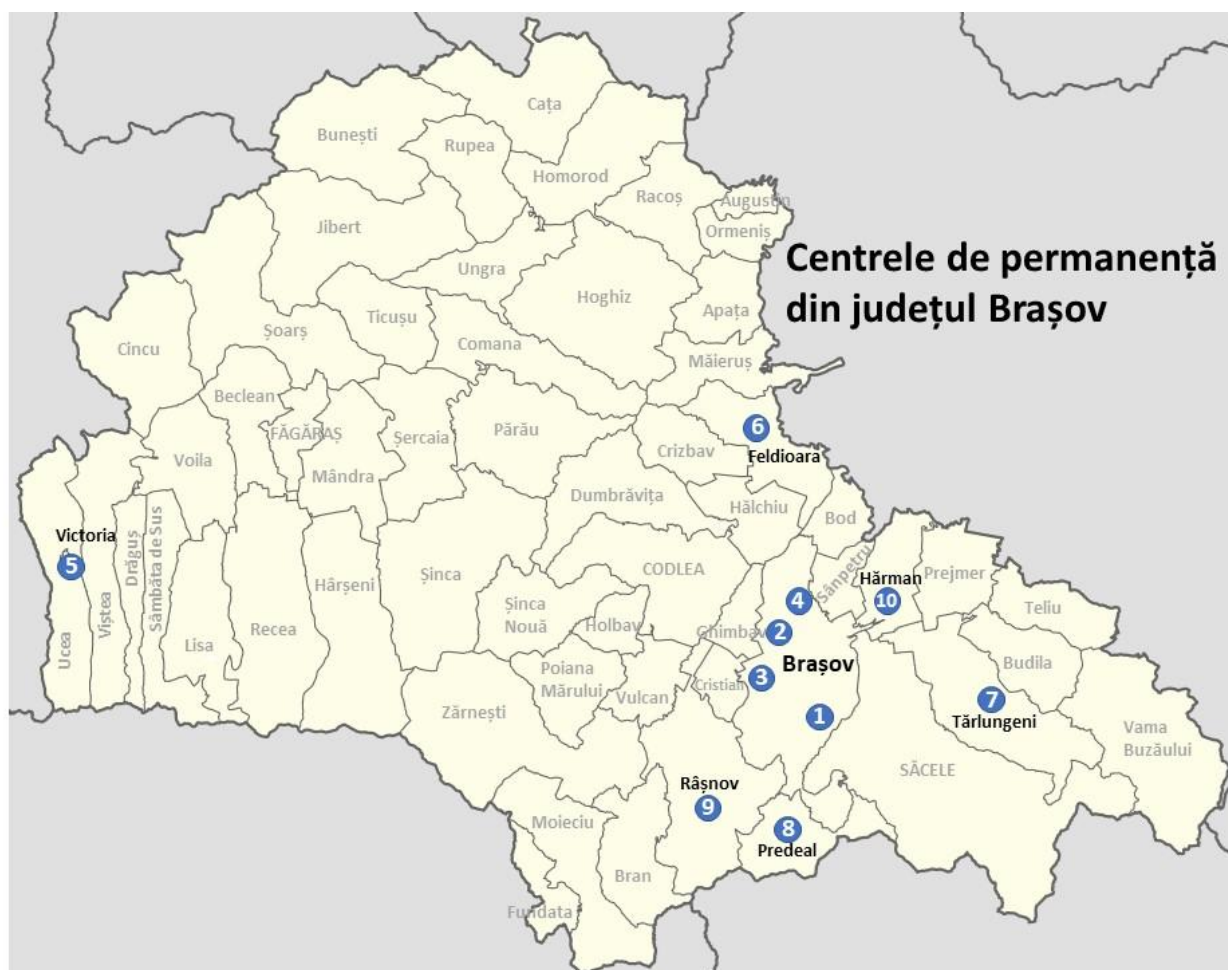 Cața
Bunești
Rupea
Homorod
Racoș
Augustin
Ormeniș
Jibert
Centrele de permanență
din județul Brașov
Ungra
Hoghiz
Ticușu
Apața
Șoarș
Comana
Cincu
Măieruș
Beclean
6
FĂGĂRAȘ
Șercaia
Părău
Crizbav
Feldioara
Voila
Mândra
Dumbrăvița
Hălchiu
Bod
Victoria
5
Drăguș
Sâmbăta de Sus
Viștea
Ucea
Lisa
Recea
Hârșeni
Șinca
CODLEA
Sânpetru
Hărman
10
Prejmer
Teliu
4
Șinca
Nouă
Holbav
Ghimbav
2
Brașov
Budila
Poiana
Mărului
Vulcan
Cristian
3
1
7
Tărlungeni
Zărnești
Vama
Buzăului
SĂCELE
Râșnov
9
8
Predeal
Moieciu
Bran
Fundata